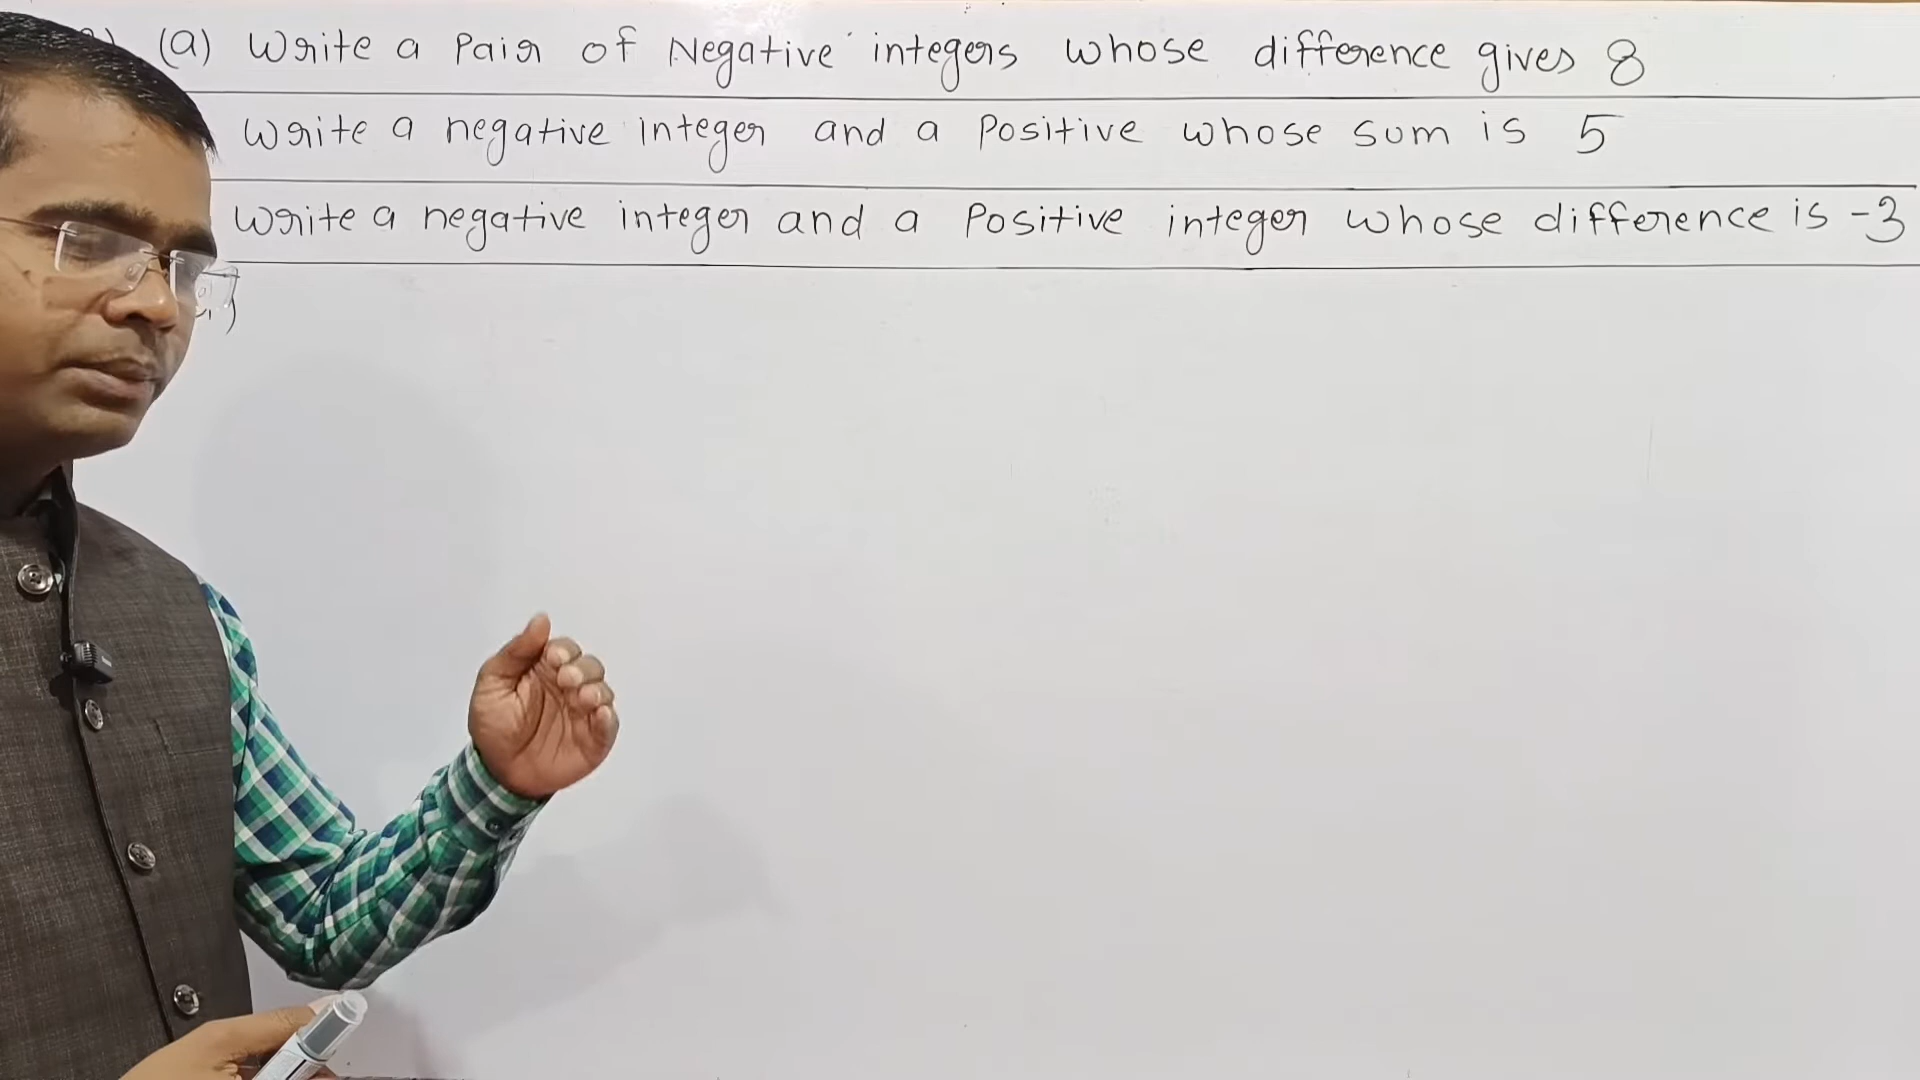 (a) Write a Pair of Negative integers whose difference gives 8
Write a negative integer and a Positive whose sum is 5
Write a negative integer and a Positive integer whose difference is -3